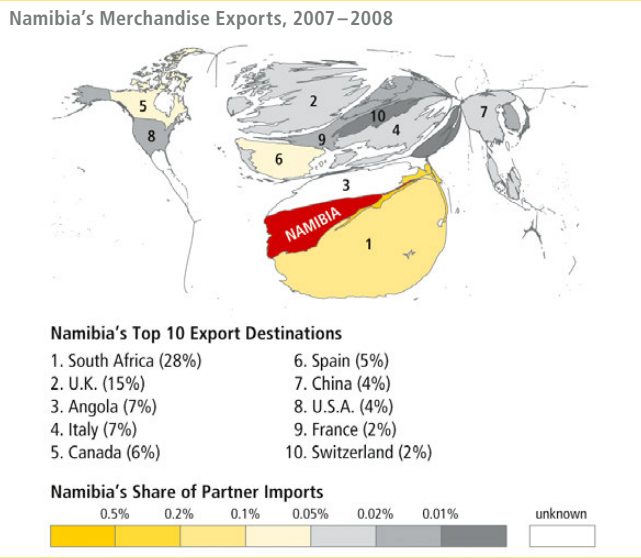 Namibia's Merchandise Exports, 2007–2008
5
2
7
8
10
4
9
6
3
NAMIBIA
1
Namibia's Top 10 Export Destinations
1. South Africa (28%)
2. U.K. (15%)
3. Angola (7%)
4. Italy (7%)
5. Canada (6%)
6. Spain (5%)
7. China (4%)
8. U.S.A. (4%)
9. France (2%)
10. Switzerland (2%)
Namibia's Share of Partner Imports
0.5% 0.2% 0.1% 0.05% 0.02% 0.01% unknown